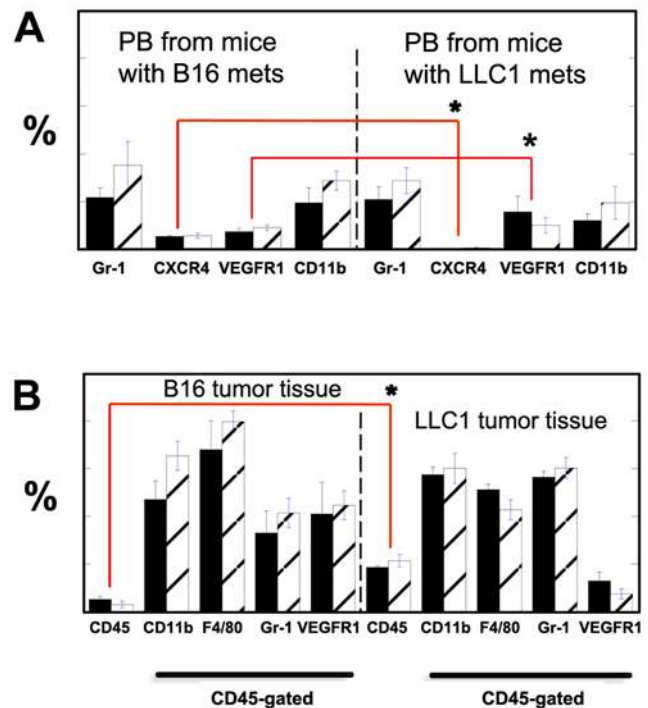 A
PB from mice
with B16 mets
PB from mice
with LLC1 mets
*
*
%
Gr-1 CXCR4 VEGFR1 CD11b Gr-1 CXCR4 VEGFR1 CD11b
B
B16 tumor tissue
*
LLC1 tumor tissue
%
CD45 CD11b F4/80 Gr-1 VEGFR1 CD45 CD11b F4/80 Gr-1 VEGFR1
CD45-gated CD45-gated